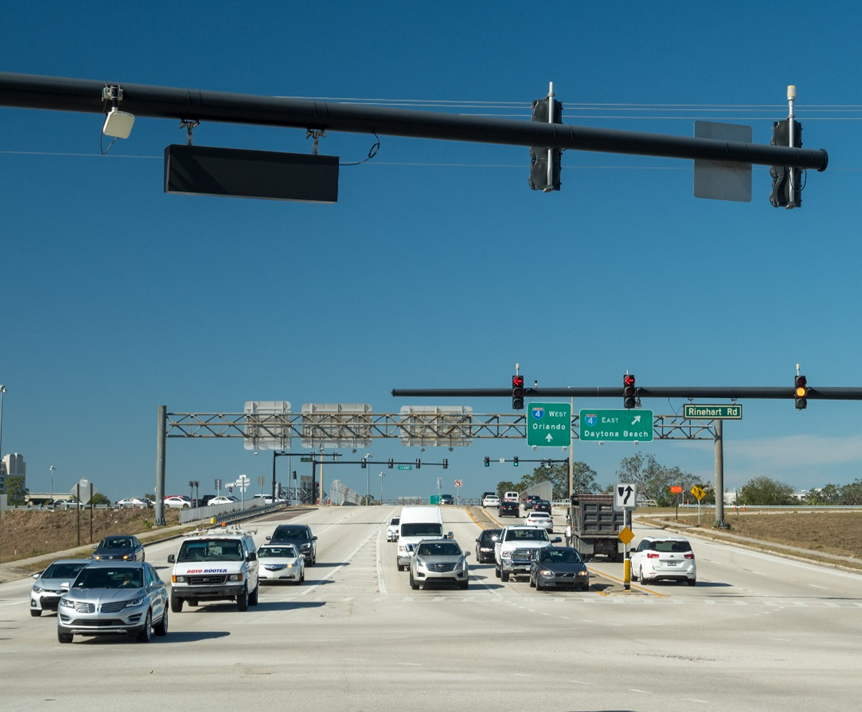 4 WEST
Orlando
4 EAST
Daytona Beach
Rinehart Rd
ROTO-ROOTER